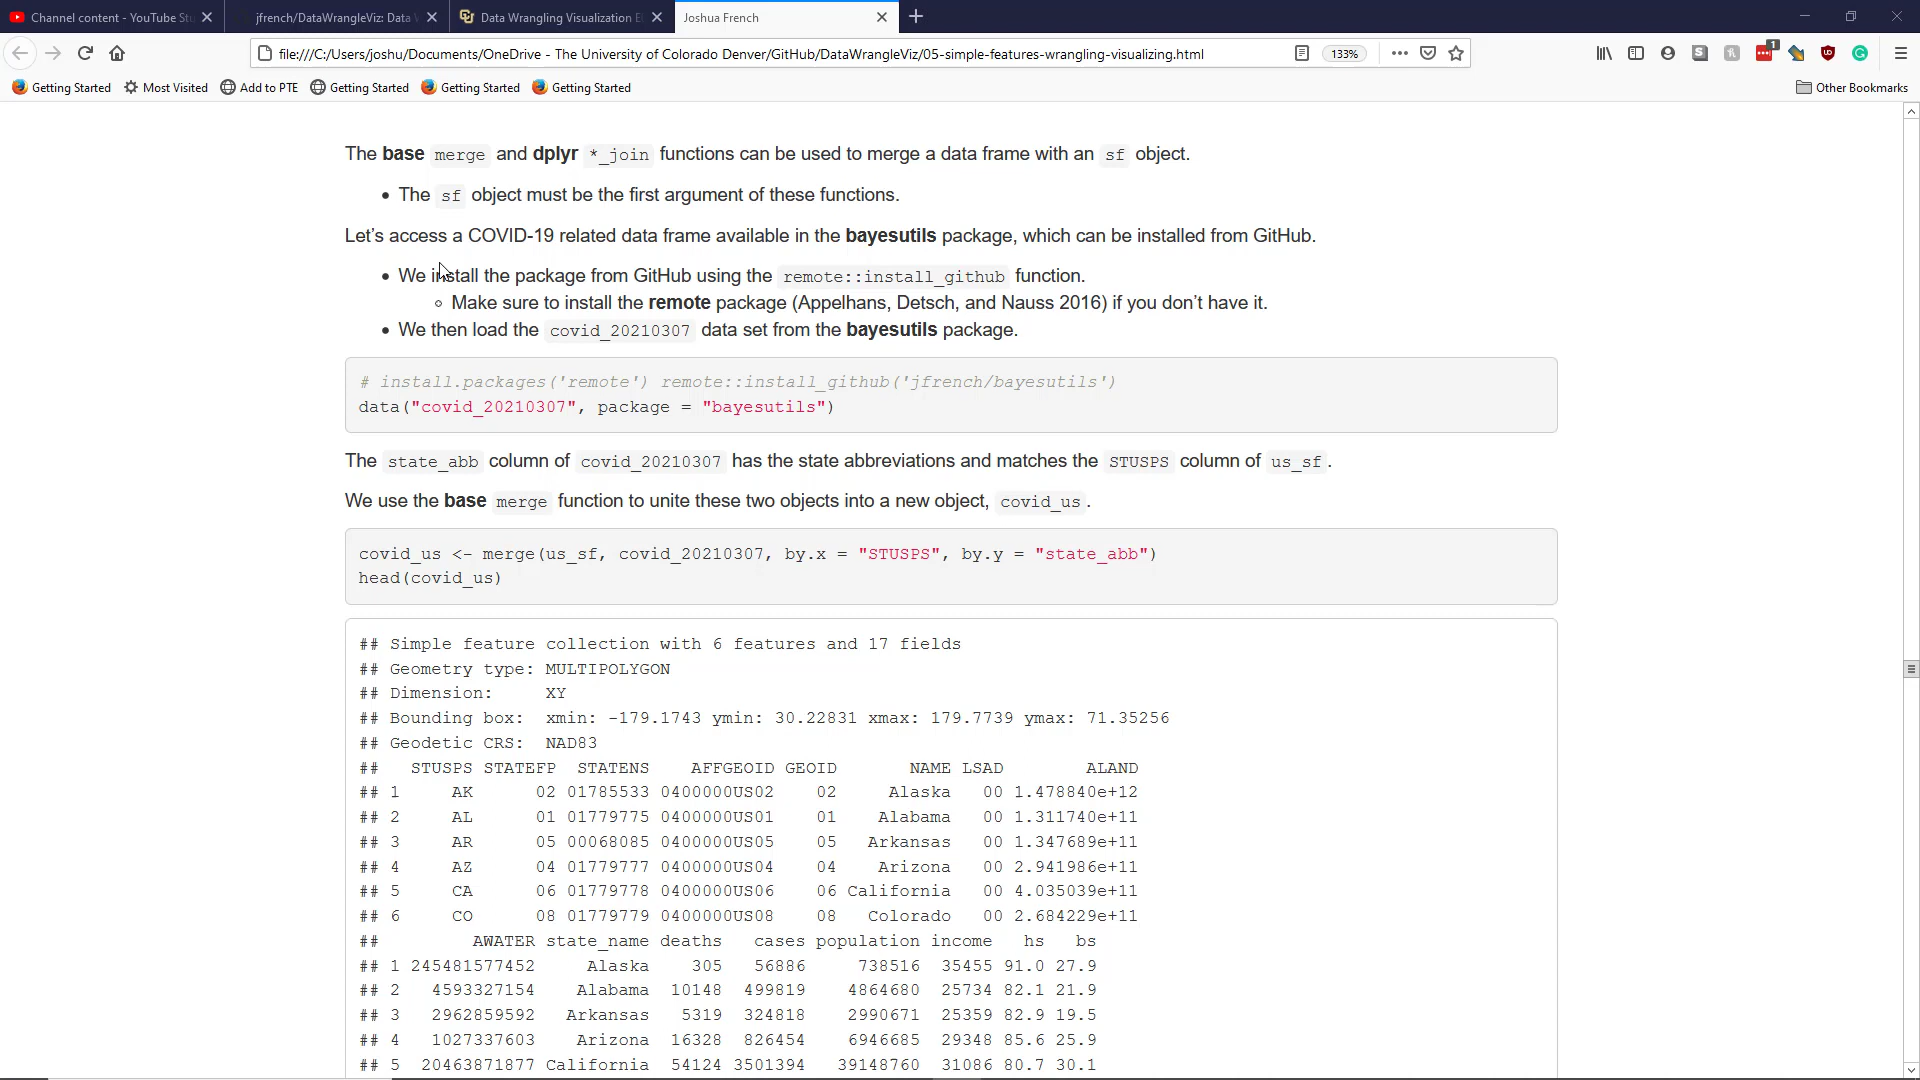 Channel content - YouTube St
jfrench/DataWrangleViz: Data W
Data Wrangling Visualization E
Joshua French
file:///C:/Users/joshu/Documents/OneDrive - The University of Colorado Denver/GitHub/DataWrangleViz/05-simple-features-wrangling-visualizing.html
133%
1
Getting Started
Most Visited
Add to PTE
Getting Started
Getting Started
Getting Started
Other Bookmarks
The base merge and dplyr *_join functions can be used to merge a data frame with an sf object.
• The sf object must be the first argument of these functions.
Let's access a COVID-19 related data frame available in the bayesutils package, which can be installed from GitHub.
• We install the package from GitHub using the remote::install_github function.
◦ Make sure to install the remote package (Appelhans, Detsch, and Nauss 2016) if you don't have it.
• We then load the covid_20210307 data set from the bayesutils package.
# install.packages('remote') remote::install_github('jfrench/bayesutils')
data("covid_20210307", package = "bayesutils")
The state_abb column of covid_20210307 has the state abbreviations and matches the STUSPS column of us_sf.
We use the base merge function to unite these two objects into a new object, covid_us.
covid_us <- merge(us_sf, covid_20210307, by.x = "STUSPS", by.y = "state_abb")
head(covid_us)
## Simple feature collection with 6 features and 17 fields
## Geometry type: MULTIPOLYGON
## Dimension:     XY
## Bounding box:  xmin: -179.1743 ymin: 30.22831 xmax: 179.7739 ymax: 71.35256
## Geodetic CRS:  NAD83
##   STUSPS STATEFP  STATENS    AFFGEOID GEOID       NAME LSAD        ALAND
## 1     AK      02 01785533 0400000US02    02     Alaska   00 1.478840e+12
## 2     AL      01 01779775 0400000US01    01    Alabama   00 1.311740e+11
## 3     AR      05 00068085 0400000US05    05   Arkansas   00 1.347689e+11
## 4     AZ      04 01779777 0400000US04    04    Arizona   00 2.941986e+11
## 5     CA      06 01779778 0400000US06    06 California   00 4.035039e+11
## 6     CO      08 01779779 0400000US08    08   Colorado   00 2.684229e+11
##         AWATER state_name deaths   cases population income   hs   bs
## 1 245481577452     Alaska    305   56886     738516  35455 91.0 27.9
## 2   4593327154    Alabama  10148  499819    4864680  25734 82.1 21.9
## 3   2962859592   Arkansas   5319  324818    2990671  25359 82.9 19.5
## 4   1027337603    Arizona  16328  826454    6946685  29348 85.6 25.9
## 5  20463871877 California  54124 3501394   39148760  31086 80.7 30.1